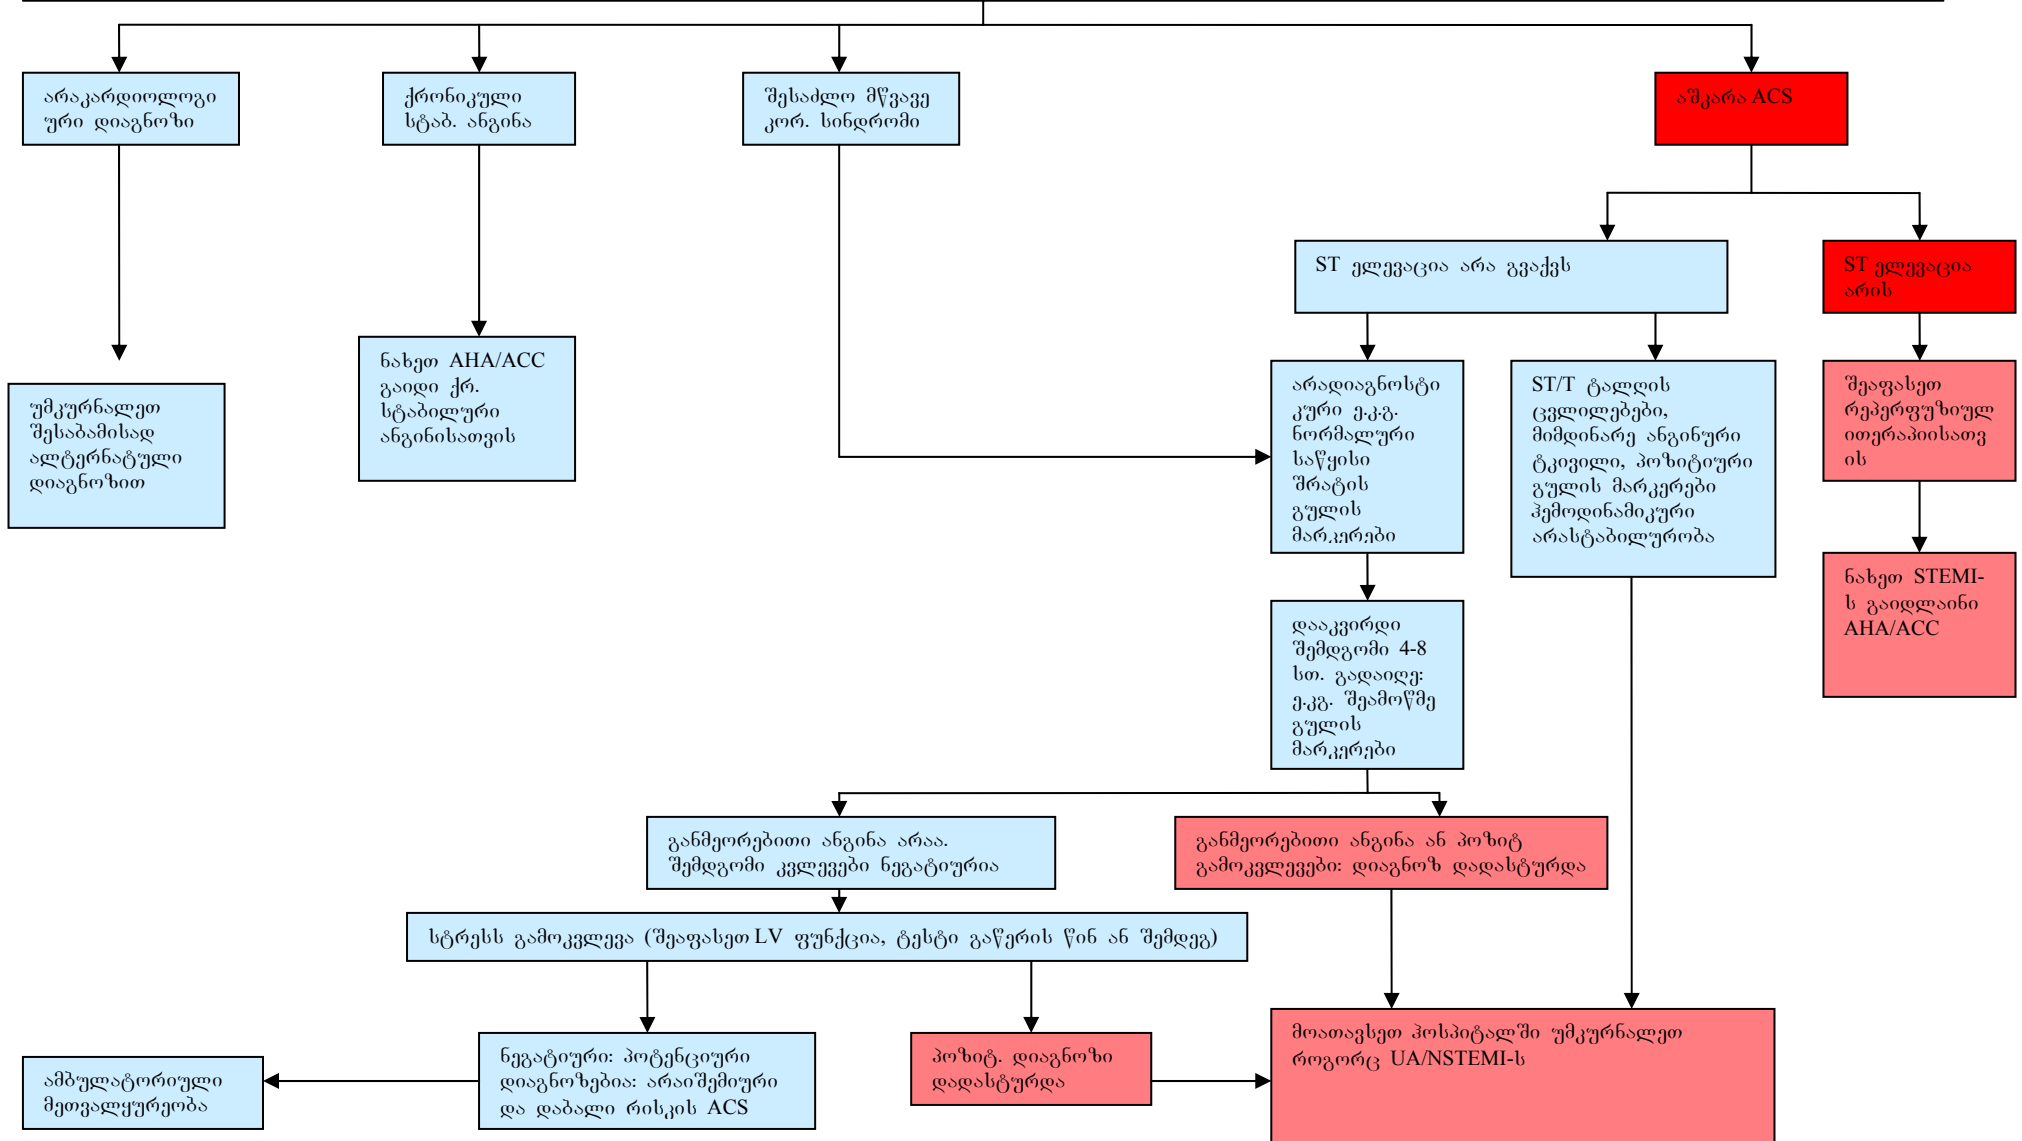 არაკარდიოლოგი
ური დიაგნოზი
ქრონიკული
სტაბ. ანგინა
შესაძლო მწვავე
კორ. სინდრომი
აშკარა ACS
ST ელევაცია არა გვაქვს
ST ელევაცია
არის
უმკურნალეთ
შესაბამისად
ალტერნატული
დიაგნოზით
ნახეთ AHA/ACC
გაიდი ქრ.
სტაბილური
ანგინისათვის
არადიაგნოსტი
კური ე.კ.გ.
ნორმალური
საწყისი
შრატის
გულის
მარკერები
ST/T ტალღის
ცვლილებები,
მიმდინარე ანგინური
ტკივილი, პოზიტიური
გულის მარკერები
ჰემოდინამიკური
არასტაბილურობა
შეაფასეთ
რეპერფუზიულ
ითერაპიისათვ
ის
ნახეთ STEMI-
ს გაიდლაინი
AHA/ACC
დააკვირდი
შემდგომი 4-8
სთ. გადაიღე:
ე.კგ. შეამოწმე
გულის
მარკერები
განმეორებითი ანგინა არაა.
შემდგომი კვლევები ნეგატიურია
განმეორებითი ანგინა ან პოზიტ
გამოკვლევები: დიაგნოზ დადასტურდა
სტრესს გამოკვლევა (შეაფასეთ LV ფუნქცია, ტესტი გაწერის წინ ან შემდეგ)
ამბულატორიული
მეთვალყურეობა
ნეგატიური: პოტენციური
დიაგნოზებია: არაიშემიური
და დაბალი რისკის ACS
პოზიტ. დიაგნოზი
დადასტურდა
მოათავსეთ ჰოსპიტალში უმკურნალეთ
როგორც UA/NSTEMI-ს